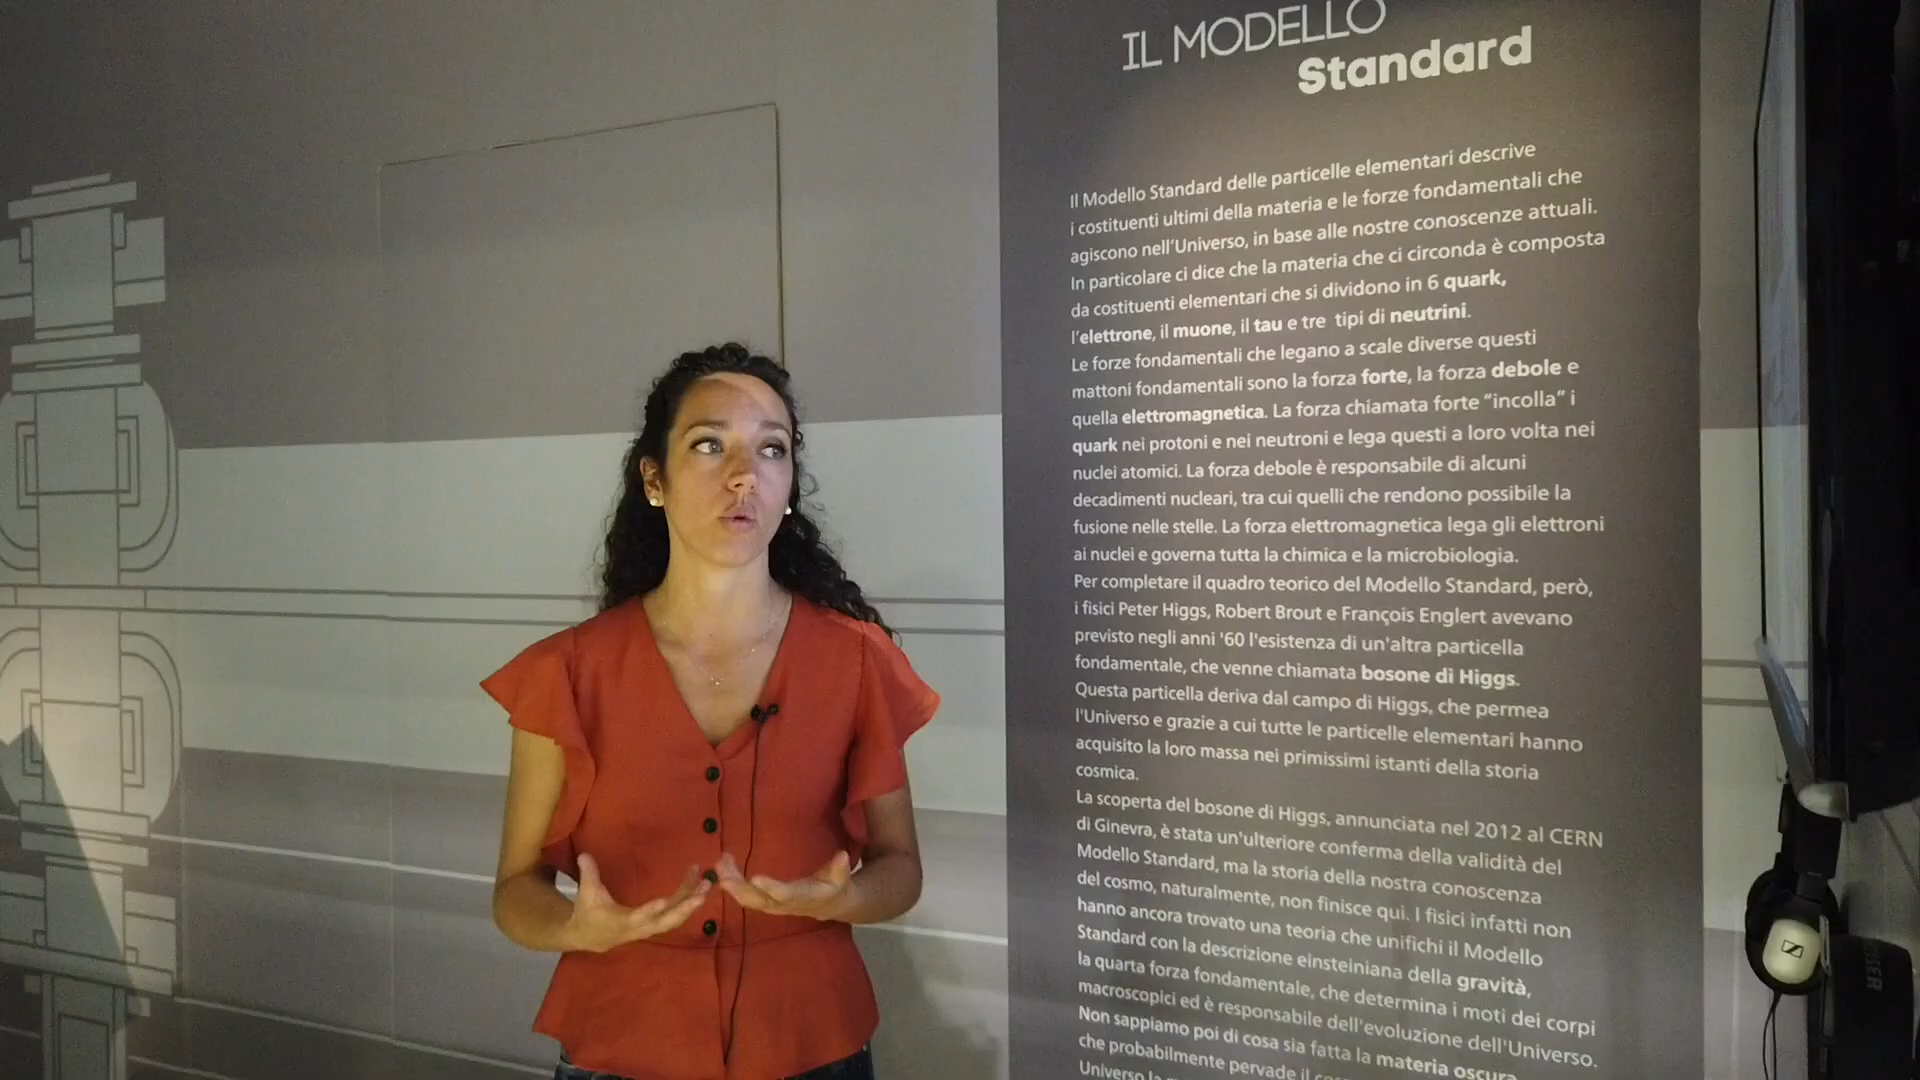 IL MODELLO
Standard
Il Modello Standard delle particelle elementari descrive
i costituenti ultimi della materia e le forze fondamentali che
agiscono nell'Universo, in base alle nostre conoscenze attuali.
In particolare ci dice che la materia che ci circonda è composta
da costituenti elementari che si dividono in 6 quark,
l'elettrone, il muone, il tau e tre tipi di neutrini.
Le forze fondamentali che legano a scale diverse questi
mattoni fondamentali sono la forza forte, la forza debole e
quella elettromagnetica. La forza chiamata forte “incolla” i
quark nei protoni e nei neutroni e lega questi a loro volta nei
nuclei atomici. La forza debole è responsabile di alcuni
decadimenti nucleari, tra cui quelli che rendono possibile la
fusione nelle stelle. La forza elettromagnetica lega gli elettroni
ai nuclei e governa tutta la chimica e la microbiologia.
Per completare il quadro teorico del Modello Standard, però,
i fisici Peter Higgs, Robert Brout e François Englert avevano
previsto negli anni '60 l'esistenza di un'altra particella
fondamentale, che venne chiamata bosone di Higgs.
Questa particella deriva dal campo di Higgs, che permea
l'Universo e grazie a cui tutte le particelle elementari hanno
acquisito la loro massa nei primissimi istanti della storia
cosmica.
La scoperta del bosone di Higgs, annunciata nel 2012 al CERN
di Ginevra, è stata un'ulteriore conferma della validità del
Modello Standard, ma la storia della nostra conoscenza
del cosmo, naturalmente, non finisce qui. I fisici infatti non
hanno ancora trovato una teoria che unifichi il Modello
Standard con la descrizione einsteiniana della gravità,
la quarta forza fondamentale, che determina i moti dei corpi
macroscopici ed è responsabile dell'evoluzione dell'Universo.
Non sappiamo poi di cosa sia fatta la materia oscura
che probabilmente pervade il
Universo